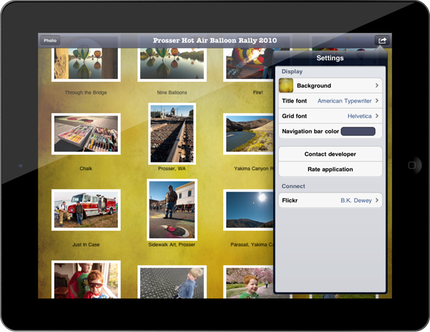 Photos
Prosser Hot Air Balloon Rally 2010
Through the Bridge
Nine Balloons
Fire!
Chalk
Prosser, WA
Yakima Canyon R
Just In Case
Sidewalk Art, Prosser
Parasail, Yakima C
Settings
Display
Background
Title font American Typewriter
Grid font Helvetica
Navigation bar color
Contact developer
Rate application
Connect
Flickr B.K. Dewey